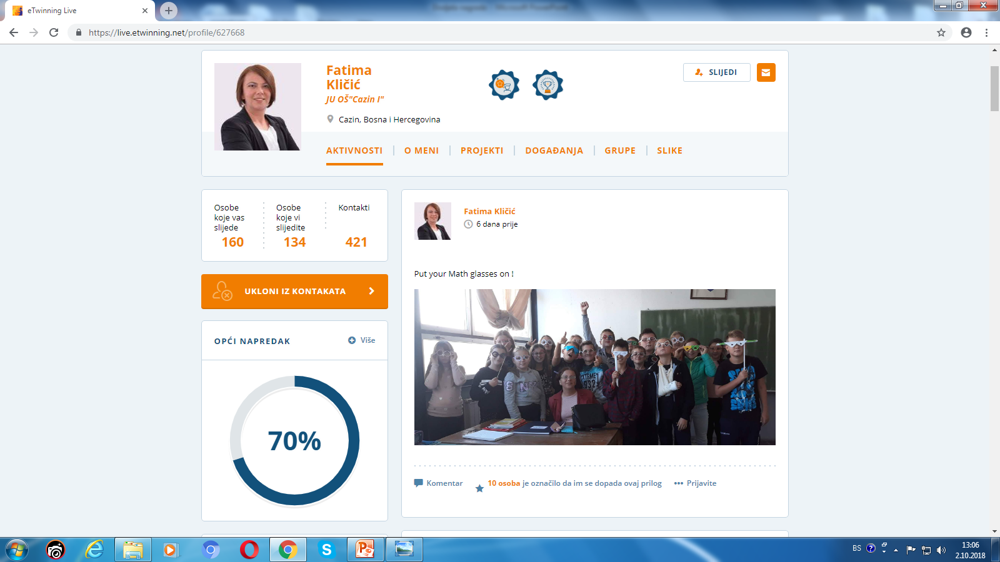 eTwinning Live
https://live.etwinning.net/profile/627668
Fatima
Kličić
JU OŠ"Cazin I"
Cazin, Bosna i Hercegovina
SLIJEDI
AKTIVNOSTI
O MENI
PROJEKTI
DOGAĐANJA
GRUPE
SLIKE
Osobe
koje vas
slijede
160
Osobe
koje vi
slijedite
134
Kontakti
421
UKLONI IZ KONTAKATA
OPĆI NAPREDAK
Više
70%
Fatima Kličić
6 dana prije
Put your Math glasses on !
Komentar
10 osoba je označilo da im se dopada ovaj prilog
Prijavite
BS
13:06
2.10.2018